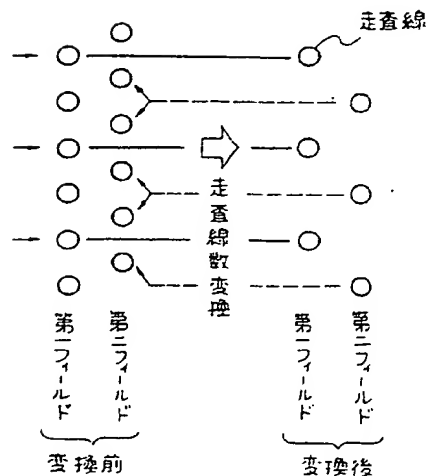 走査線
走査線数変換
第一フィールド
第二フィールド
変換前
第一フィールド
第二フィールド
変換後